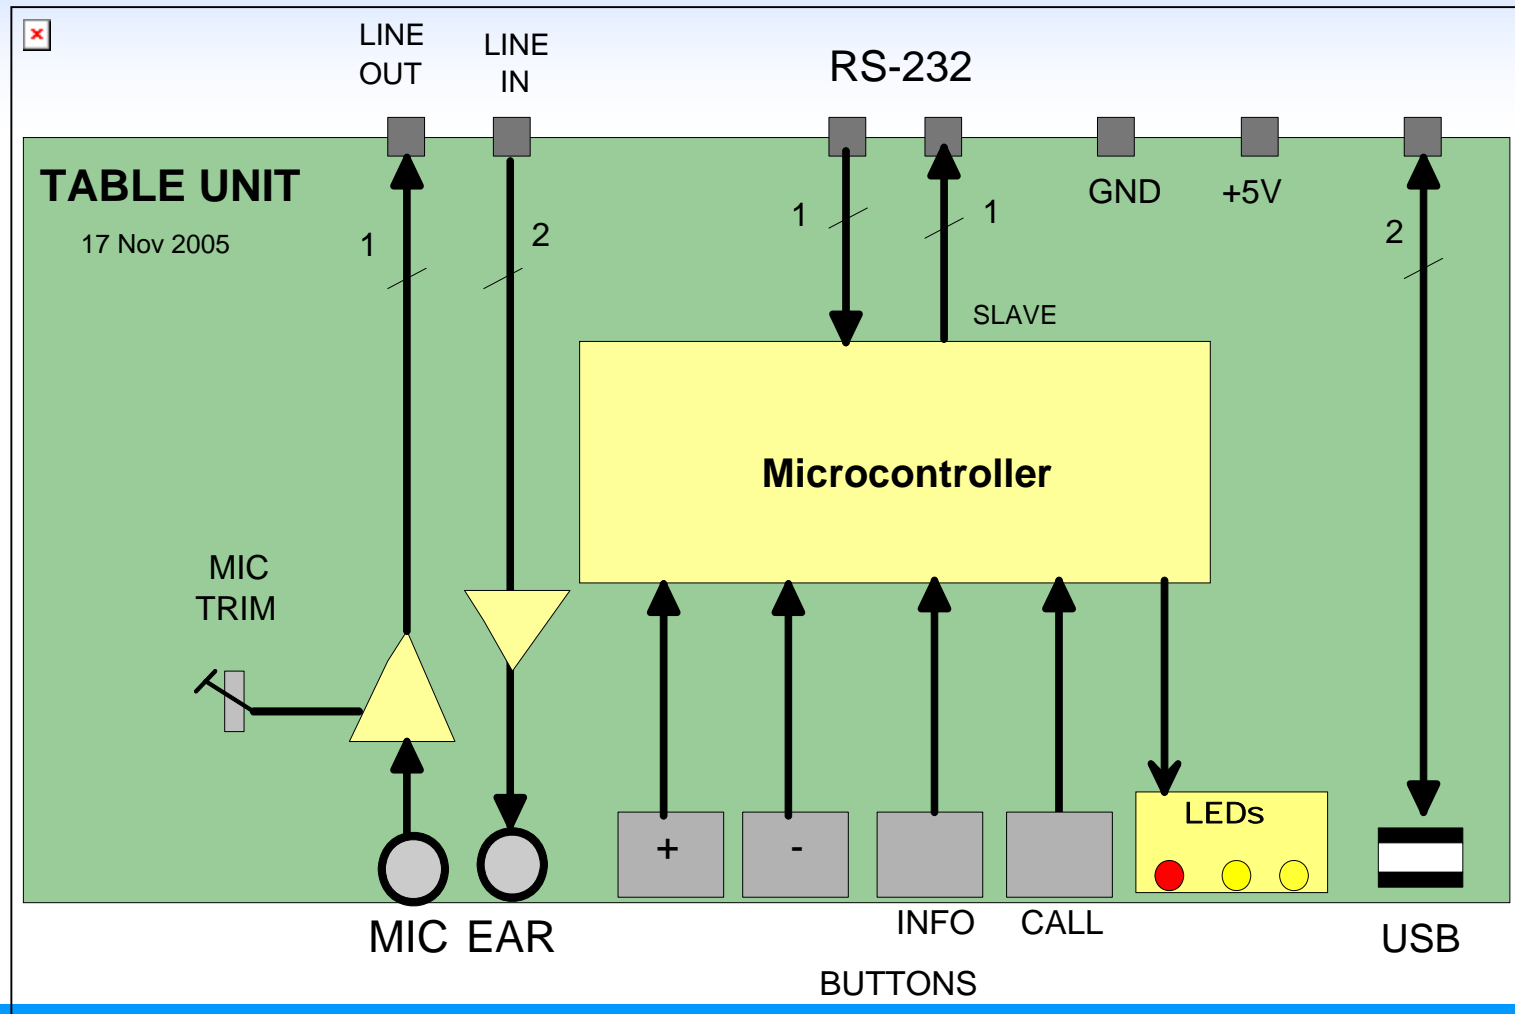 LINE
OUT
LINE
IN
RS-232
TABLE UNIT
17 Nov 2005
1
2
1
1
GND
+5V
2
SLAVE
Microcontroller
MIC
TRIM
+
-
LEDs
MIC
EAR
INFO
CALL
USB
BUTTONS